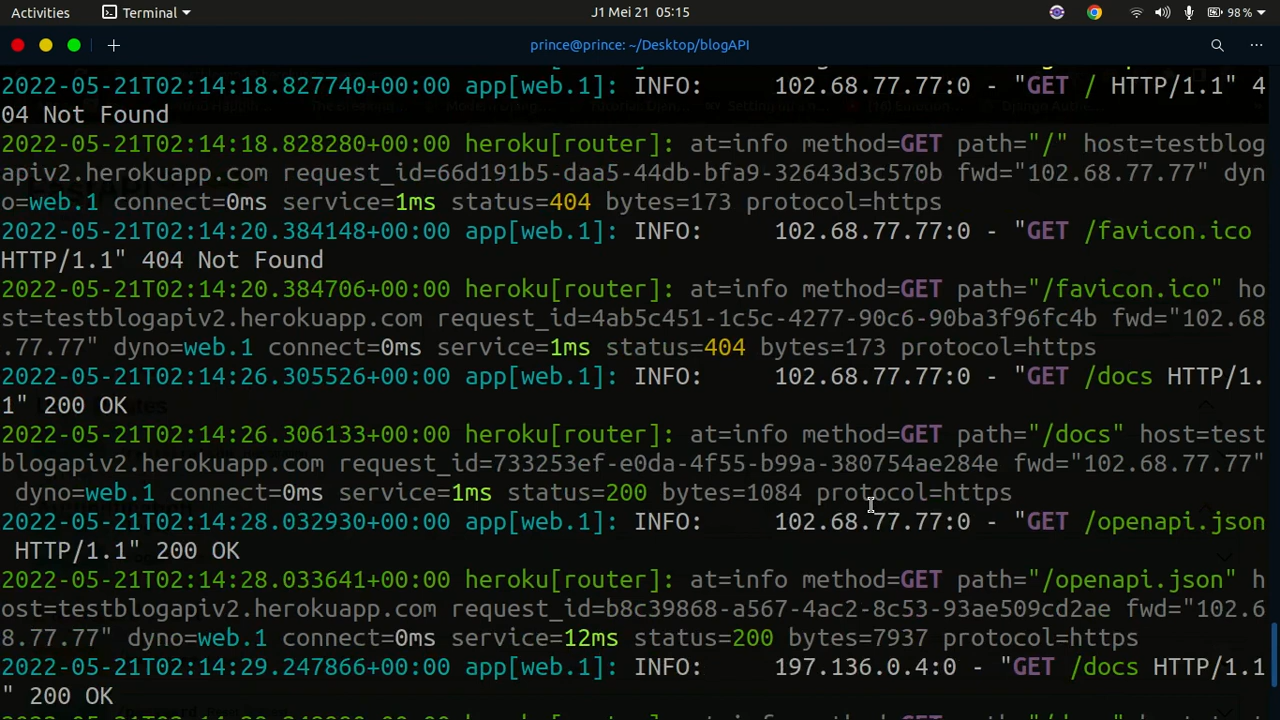 Activities
Terminal
J1 Mei 21 05:15
98%
prince@prince: ~/Desktop/blogAPI
2022-05-21T02:14:18.827740+00:00 app[web.1]: INFO:     102.68.77.77:0 - "GET / HTTP/1.1" 4
04 Not Found
2022-05-21T02:14:18.828280+00:00 heroku[router]: at=info method=GET path="/" host=testblog
apiv2.herokuapp.com request_id=66d191b5-daa5-44db-bfa9-32643d3c570b fwd="102.68.77.77" dyn
o=web.1 connect=0ms service=1ms status=404 bytes=173 protocol=https
2022-05-21T02:14:20.384148+00:00 app[web.1]: INFO:     102.68.77.77:0 - "GET /favicon.ico
HTTP/1.1" 404 Not Found
2022-05-21T02:14:20.384706+00:00 heroku[router]: at=info method=GET path="/favicon.ico" ho
st=testblogapiv2.herokuapp.com request_id=4ab5c451-1c5c-4277-90c6-90ba3f96fc4b fwd="102.68
.77.77" dyno=web.1 connect=0ms service=1ms status=404 bytes=173 protocol=https
2022-05-21T02:14:26.305526+00:00 app[web.1]: INFO:     102.68.77.77:0 - "GET /docs HTTP/1.
1" 200 OK
2022-05-21T02:14:26.306133+00:00 heroku[router]: at=info method=GET path="/docs" host=test
blogapiv2.herokuapp.com request_id=733253ef-e0da-4f55-b99a-380754ae284e fwd="102.68.77.77"
 dyno=web.1 connect=0ms service=1ms status=200 bytes=1084 protocol=https
2022-05-21T02:14:28.032930+00:00 app[web.1]: INFO:     102.68.77.77:0 - "GET /openapi.json
 HTTP/1.1" 200 OK
2022-05-21T02:14:28.033641+00:00 heroku[router]: at=info method=GET path="/openapi.json" h
ost=testblogapiv2.herokuapp.com request_id=b8c39868-a567-4ac2-8c53-93ae509cd2ae fwd="102.6
8.77.77" dyno=web.1 connect=0ms service=12ms status=200 bytes=7937 protocol=https
2022-05-21T02:14:29.247866+00:00 app[web.1]: INFO:     197.136.0.4:0 - "GET /docs HTTP/1.1
" 200 OK